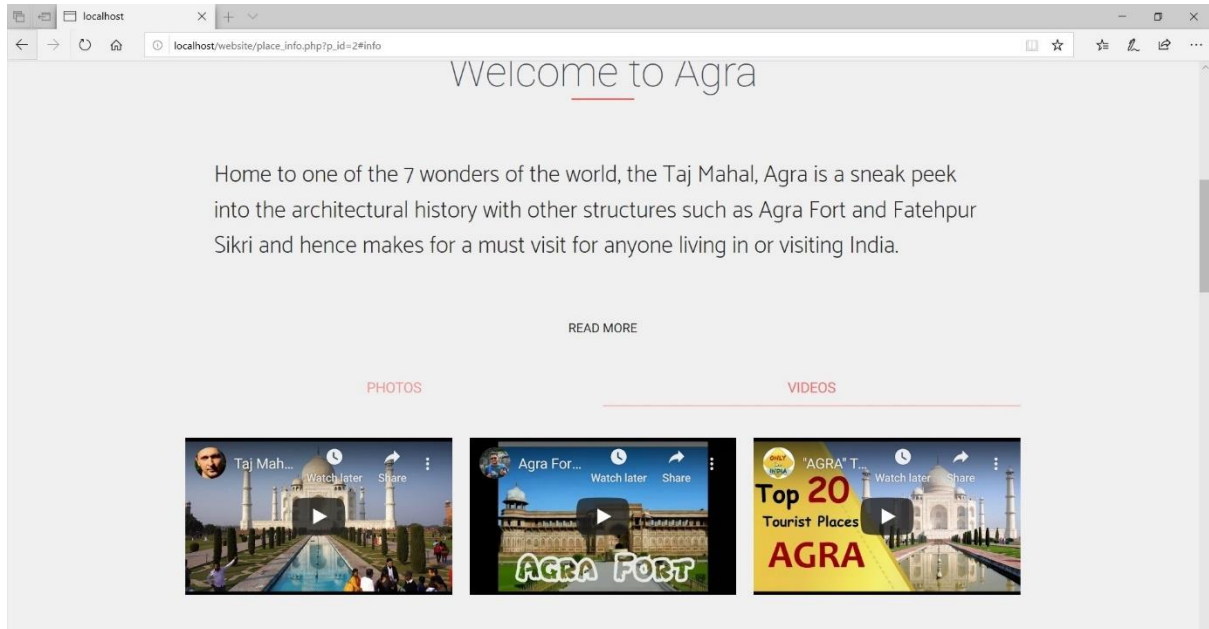 localhost
localhost/website/place_info.php?p_id=2#info
Welcome to Agra
Home to one of the 7 wonders of the world, the Taj Mahal, Agra is a sneak peek
into the architectural history with other structures such as Agra Fort and Fatehpur
Sikri and hence makes for a must visit for anyone living in or visiting India.
READ MORE
PHOTOS
VIDEOS
Taj Mah...
Watch later
Share
Agra For...
Watch later
Share
AGRA FORT
ONLY
INDIA
"AGRA" T...
Watch later
Share
Top 20
Tourist Places
AGRA